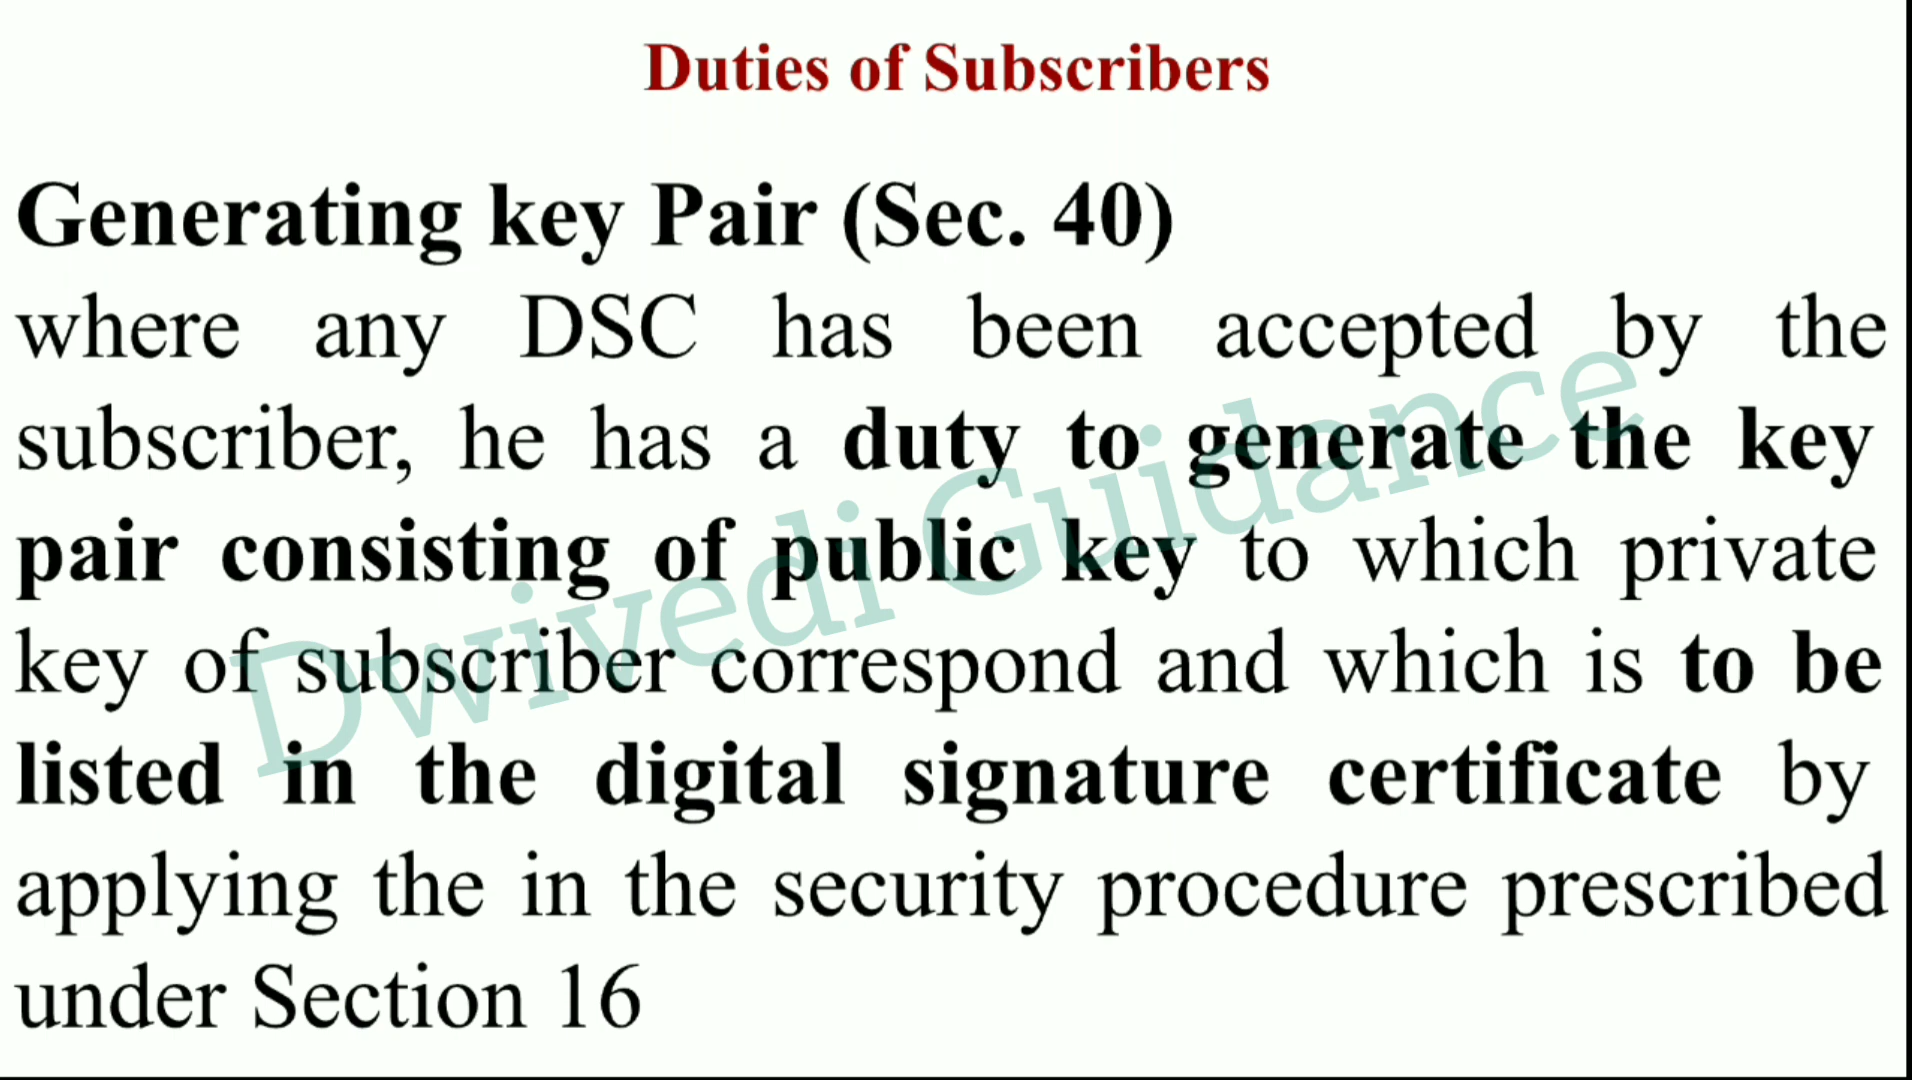 Duties of Subscribers
Generating key Pair (Sec. 40)
where any DSC has been accepted by the
subscriber, he has a duty to generate the key
pair consisting of public key to which private
key of subscriber correspond and which is to be
listed in the digital signature certificate by
applying the in the security procedure prescribed
under Section 16
Dwivedi Guidance